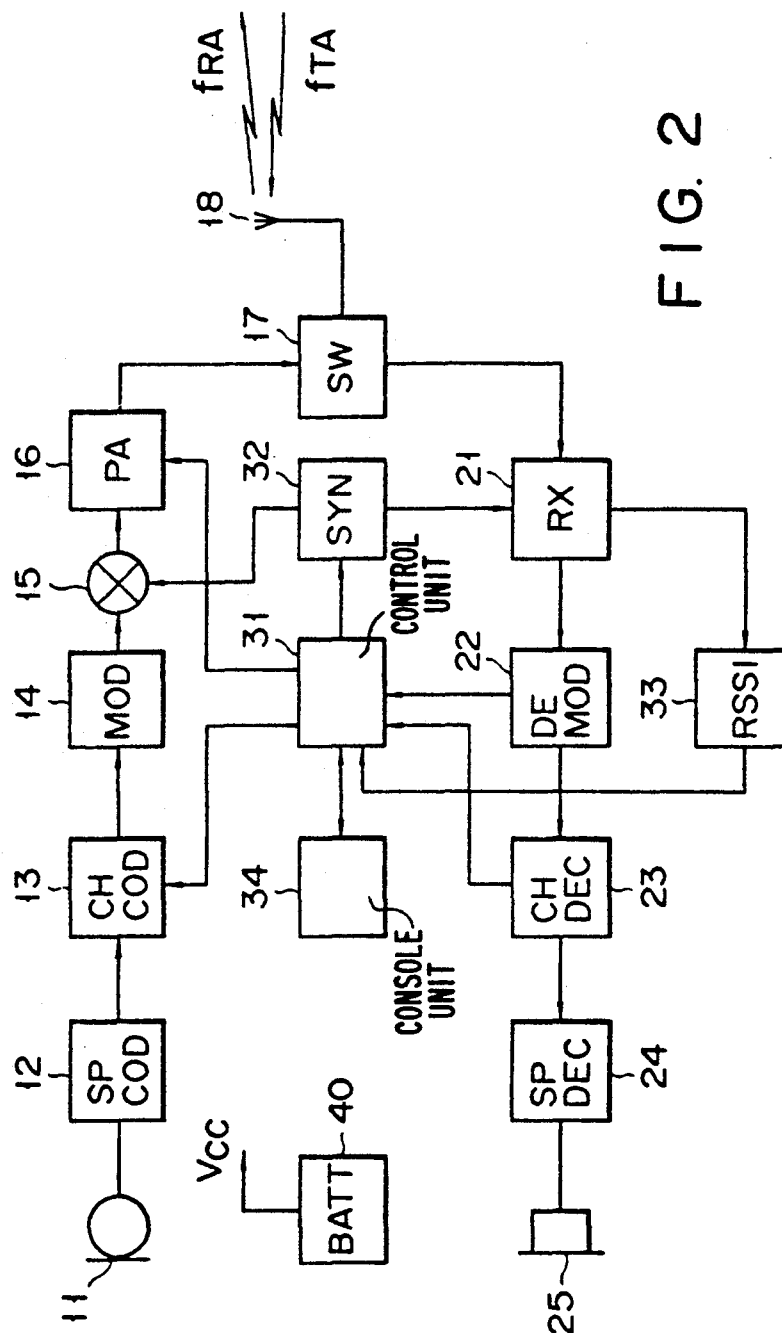 11
12
SP
COD
13
CH
COD
14
MOD
15
16
PA
fRA
fTA
18
17
SW
VCC
40
BATT
34
CONSOLE
UNIT
31
CONTROL
UNIT
32
SYN
25
24
SP
DEC
23
CH
DEC
22
DE
MOD
21
RX
33
RSSI
FIG. 2